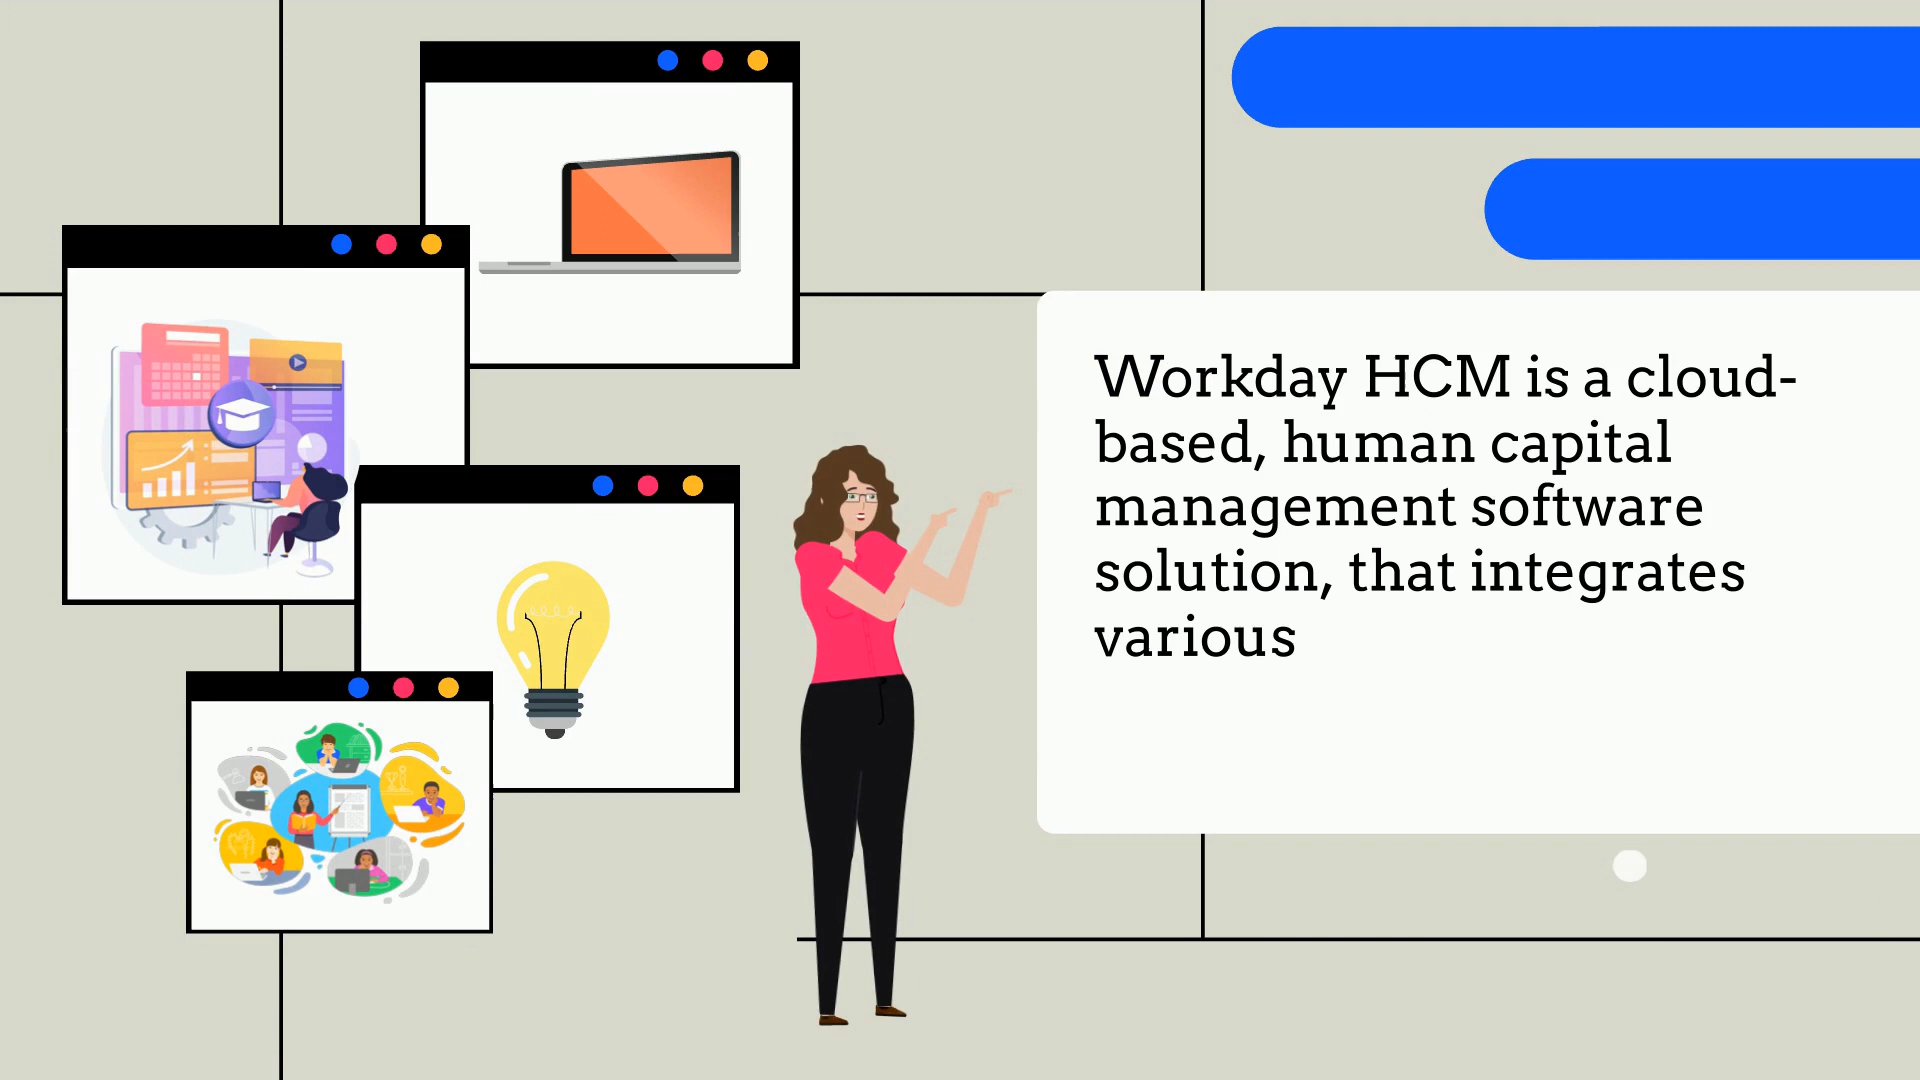 Workday HCM is a cloud-
based, human capital
management software
solution, that integrates
various